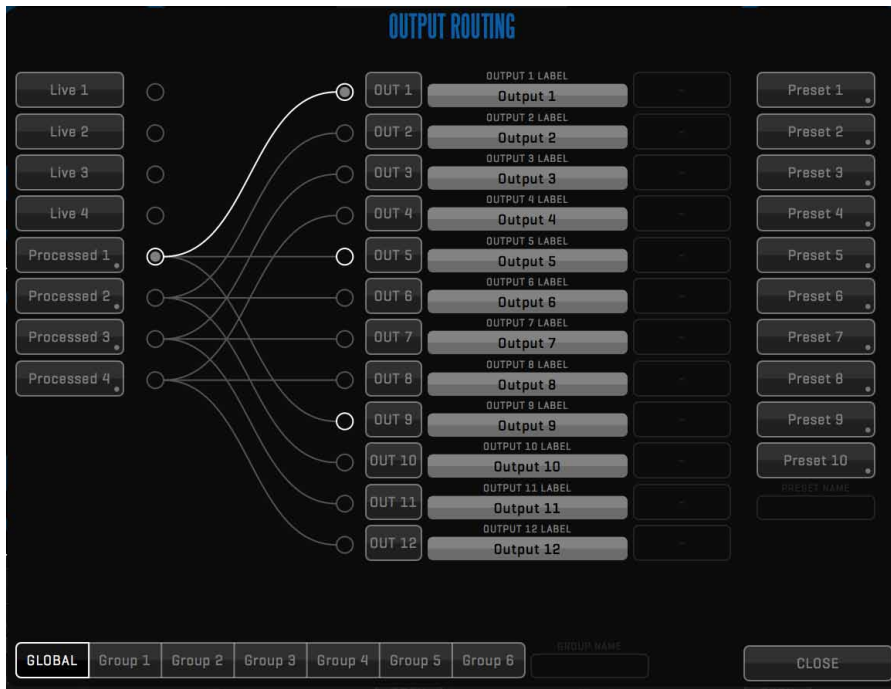 OUTPUT ROUTING
Live 1
Live 2
Live 3
Live 4
Processed 1
Processed 2
Processed 3
Processed 4
OUT 1
OUTPUT 1 LABEL
Output 1
OUT 2
OUTPUT 2 LABEL
Output 2
OUT 3
OUTPUT 3 LABEL
Output 3
OUT 4
OUTPUT 4 LABEL
Output 4
OUT 5
OUTPUT 5 LABEL
Output 5
OUT 6
OUTPUT 6 LABEL
Output 6
OUT 7
OUTPUT 7 LABEL
Output 7
OUT 8
OUTPUT 8 LABEL
Output 8
OUT 9
OUTPUT 9 LABEL
Output 9
OUT 10
OUTPUT 10 LABEL
Output 10
OUT 11
OUTPUT 11 LABEL
Output 11
OUT 12
OUTPUT 12 LABEL
Output 12
Preset 1
Preset 2
Preset 3
Preset 4
Preset 5
Preset 6
Preset 7
Preset 8
Preset 9
Preset 10
PRESET NAME
GLOBAL
Group 1
Group 2
Group 3
Group 4
Group 5
Group 6
GROUP NAME
CLOSE